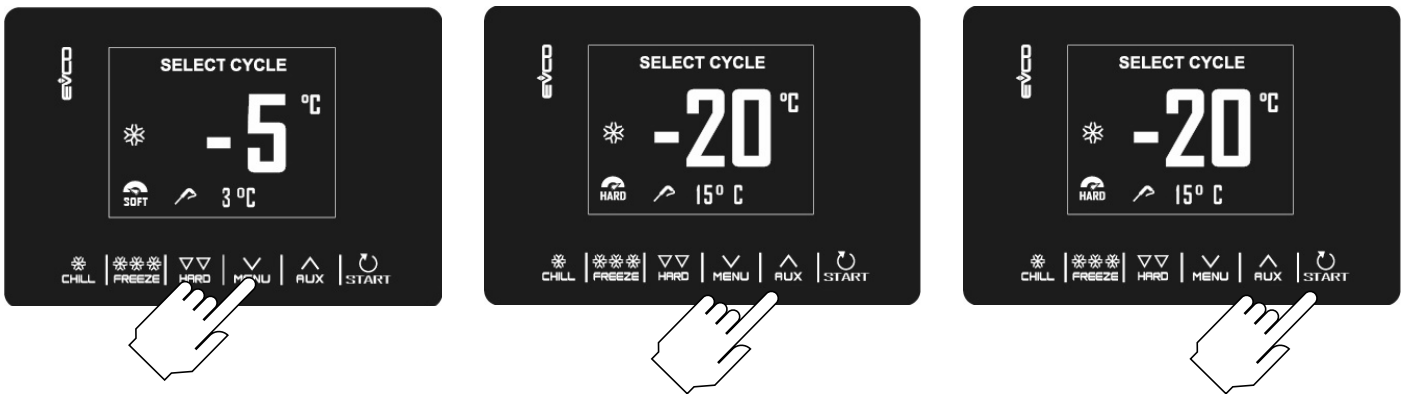 evco
SELECT CYCLE
-5 °C
SOFT 3 °C
CHILL FREEZE HARD MENU AUX START
evco
SELECT CYCLE
-20 °C
HARD 15° C
CHILL FREEZE HARD MENU AUX START
evco
SELECT CYCLE
-20 °C
HARD 15° C
CHILL FREEZE HARD MENU AUX START